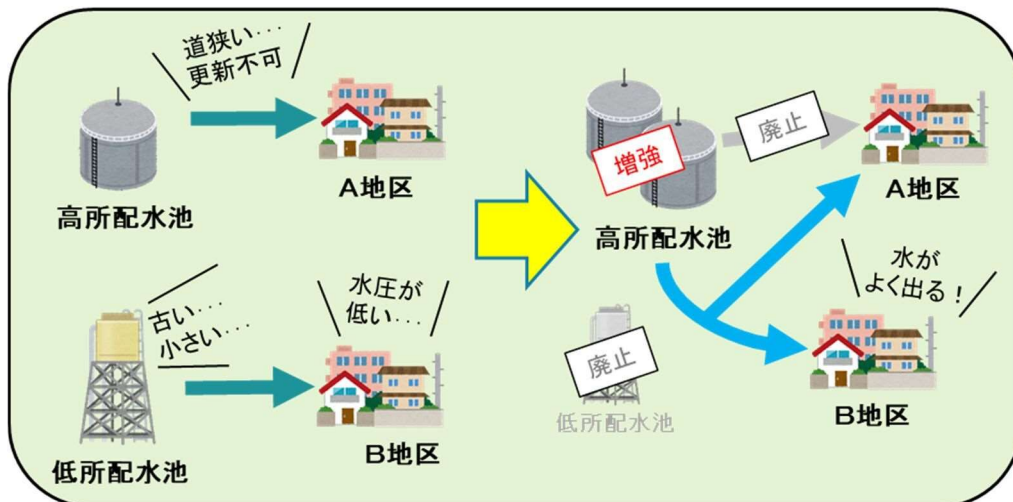 道狭い…
更新不可
高所配水池
A地区
古い…
小さい…
水圧が
低い…
低所配水池
B地区
増強
廃止
高所配水池
A地区
水が
よく出る！
廃止
低所配水池
B地区